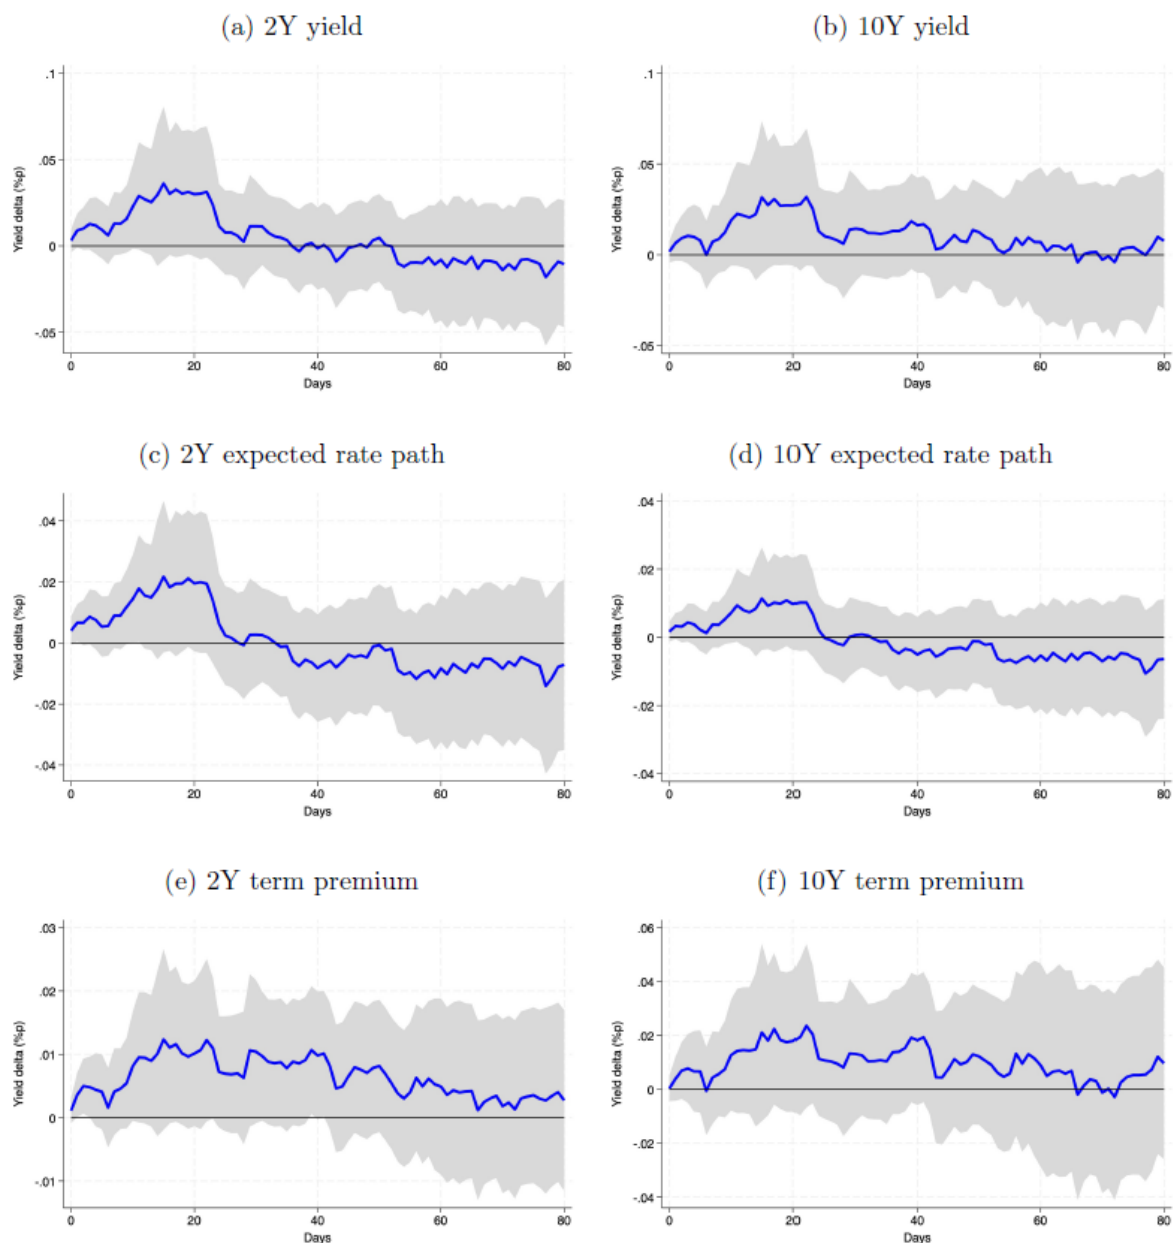 (a) 2Y yield
.1
.05
0
-.05
Yield delta (%p)
0 20 40 60 80
Days
(b) 10Y yield
.1
.05
0
-.05
Yield delta (%p)
0 20 40 60 80
Days
(c) 2Y expected rate path
.04
.02
0
-.02
-.04
Yield delta (%p)
0 20 40 60 80
Days
(d) 10Y expected rate path
.04
.02
0
-.02
-.04
Yield delta (%p)
0 20 40 60 80
Days
(e) 2Y term premium
.03
.02
.01
0
-.01
Yield delta (%p)
0 20 40 60 80
Days
(f) 10Y term premium
.06
.04
.02
0
-.02
-.04
Yield delta (%p)
0 20 40 60 80
Days